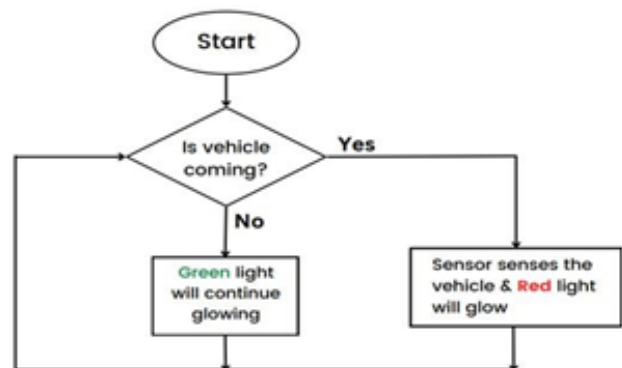 Start
Is vehicle
coming?
Yes
No
Green light
will continue
glowing
Sensor senses the
vehicle & Red light
will glow